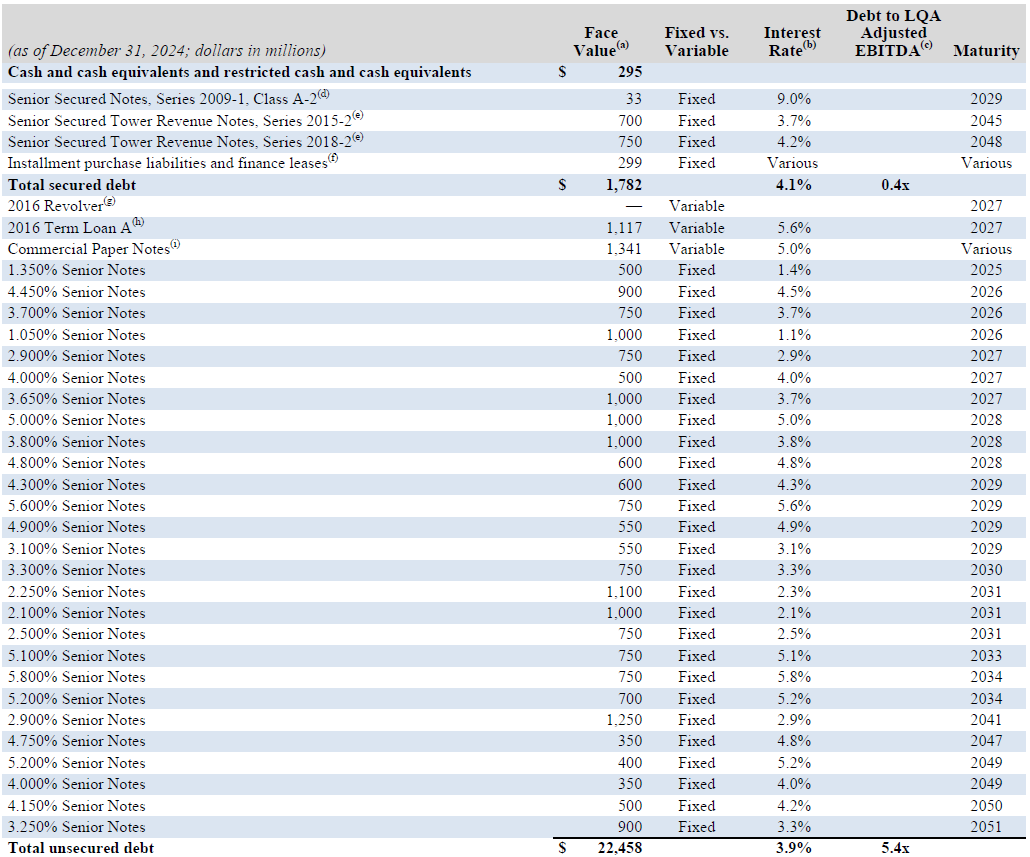 Debt to LQA
Face Fixed vs. Interest Adjusted
(as of December 31, 2024; dollars in millions) Value(a) Variable Rate(b) EBITDA(c) Maturity
Cash and cash equivalents and restricted cash and cash equivalents $ 295
Senior Secured Notes, Series 2009-1, Class A-2(d) 33 Fixed 9.0% 2029
Senior Secured Tower Revenue Notes, Series 2015-2(e) 700 Fixed 3.7% 2045
Senior Secured Tower Revenue Notes, Series 2018-2(e) 750 Fixed 4.2% 2048
Installment purchase liabilities and finance leases(f) 299 Fixed Various Various
Total secured debt $ 1,782 4.1% 0.4x
2016 Revolver(g) — Variable 2027
2016 Term Loan A(h) 1,117 Variable 5.6% 2027
Commercial Paper Notes(i) 1,341 Variable 5.0% Various
1.350% Senior Notes 500 Fixed 1.4% 2025
4.450% Senior Notes 900 Fixed 4.5% 2026
3.700% Senior Notes 750 Fixed 3.7% 2026
1.050% Senior Notes 1,000 Fixed 1.1% 2026
2.900% Senior Notes 750 Fixed 2.9% 2027
4.000% Senior Notes 500 Fixed 4.0% 2027
3.650% Senior Notes 1,000 Fixed 3.7% 2027
5.000% Senior Notes 1,000 Fixed 5.0% 2028
3.800% Senior Notes 1,000 Fixed 3.8% 2028
4.800% Senior Notes 600 Fixed 4.8% 2028
4.300% Senior Notes 600 Fixed 4.3% 2029
5.600% Senior Notes 750 Fixed 5.6% 2029
4.900% Senior Notes 550 Fixed 4.9% 2029
3.100% Senior Notes 550 Fixed 3.1% 2029
3.300% Senior Notes 750 Fixed 3.3% 2030
2.250% Senior Notes 1,100 Fixed 2.3% 2031
2.100% Senior Notes 1,000 Fixed 2.1% 2031
2.500% Senior Notes 750 Fixed 2.5% 2031
5.100% Senior Notes 750 Fixed 5.1% 2033
5.800% Senior Notes 750 Fixed 5.8% 2034
5.200% Senior Notes 700 Fixed 5.2% 2034
2.900% Senior Notes 1,250 Fixed 2.9% 2041
4.750% Senior Notes 350 Fixed 4.8% 2047
5.200% Senior Notes 400 Fixed 5.2% 2049
4.000% Senior Notes 350 Fixed 4.0% 2049
4.150% Senior Notes 500 Fixed 4.2% 2050
3.250% Senior Notes 900 Fixed 3.3% 2051
Total unsecured debt $ 22,458 3.9% 5.4x